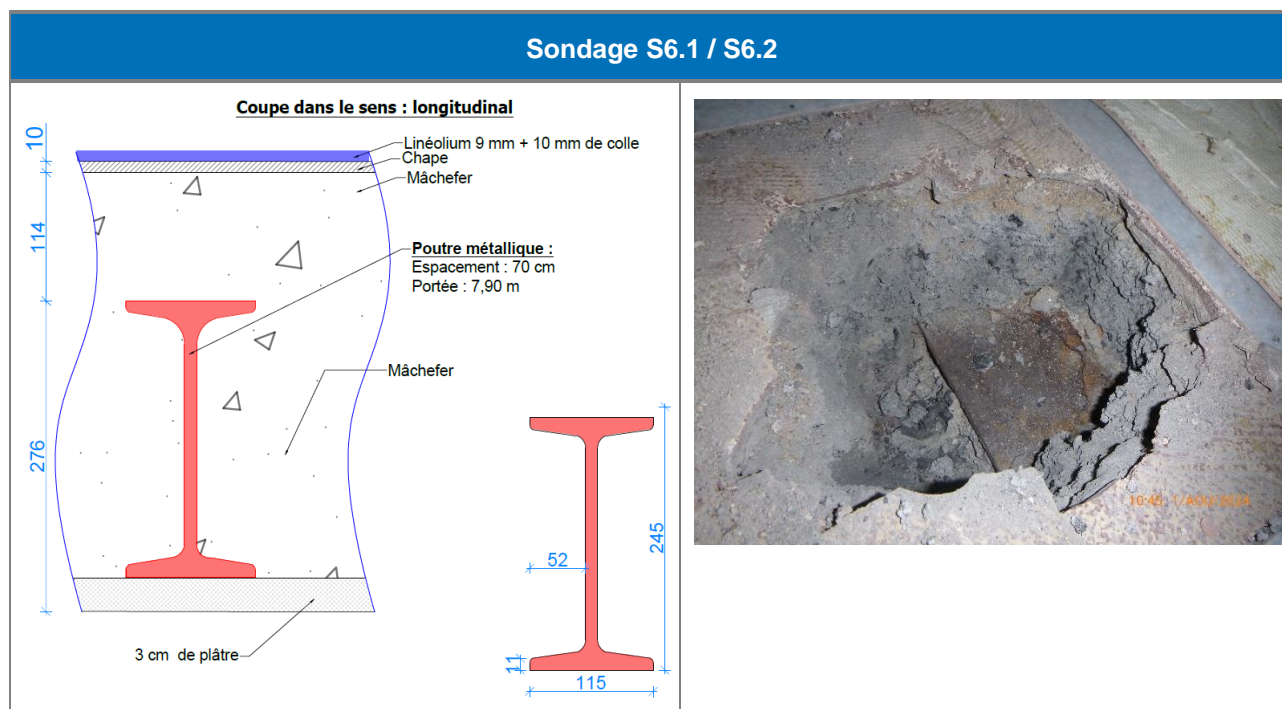 Sondage S6.1 / S6.2
Coupe dans le sens : longitudinal
10
Linéolium 9 mm + 10 mm de colle
Chape
Mâchefer
114
Poutre métallique :
Espacement : 70 cm
Portée : 7,90 m
Mâchefer
276
3 cm de plâtre
52
245
11
115
10:45